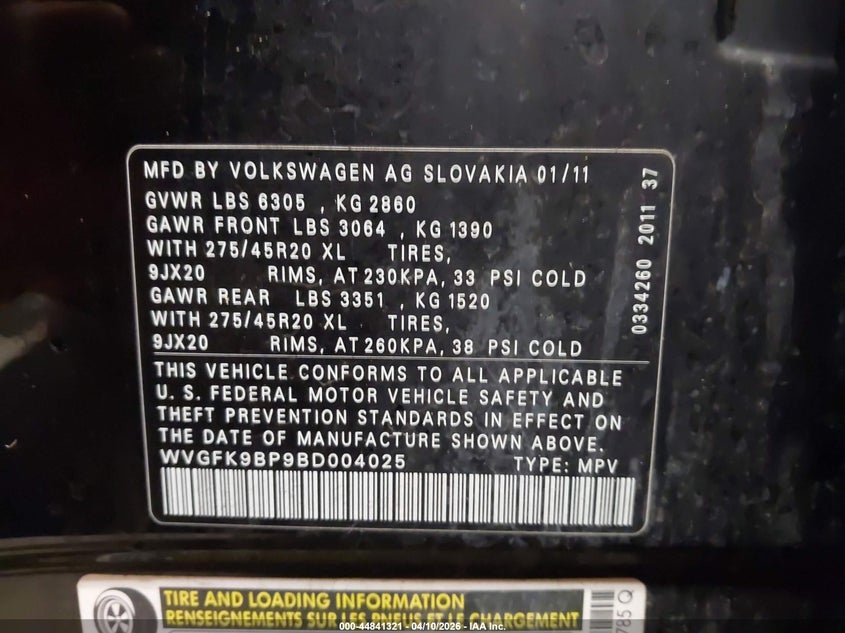 MFD BY VOLKSWAGEN AG SLOVAKIA 01/11
GVWR LBS 6305 , KG 2860
GAWR FRONT LBS 3064 , KG 1390
WITH 275/45R20 XL TIRES,
9JX20 RIMS, AT 230KPA, 33 PSI COLD
GAWR REAR LBS 3351 , KG 1520
WITH 275/45R20 XL TIRES,
9JX20 RIMS, AT 260KPA, 38 PSI COLD
THIS VEHICLE CONFORMS TO ALL APPLICABLE
U. S. FEDERAL MOTOR VEHICLE SAFETY AND
THEFT PREVENTION STANDARDS IN EFFECT ON
THE DATE OF MANUFACTURE SHOWN ABOVE.
WVGFK9BP9BD004025 TYPE: MPV
0334260 2011 37
TIRE AND LOADING INFORMATION
RENSEIGNEMENTS SUR LES PNEUS ET LE CHARGEMENT
785 Q
000-44841321 - 04/10/2026 - IAA Inc.